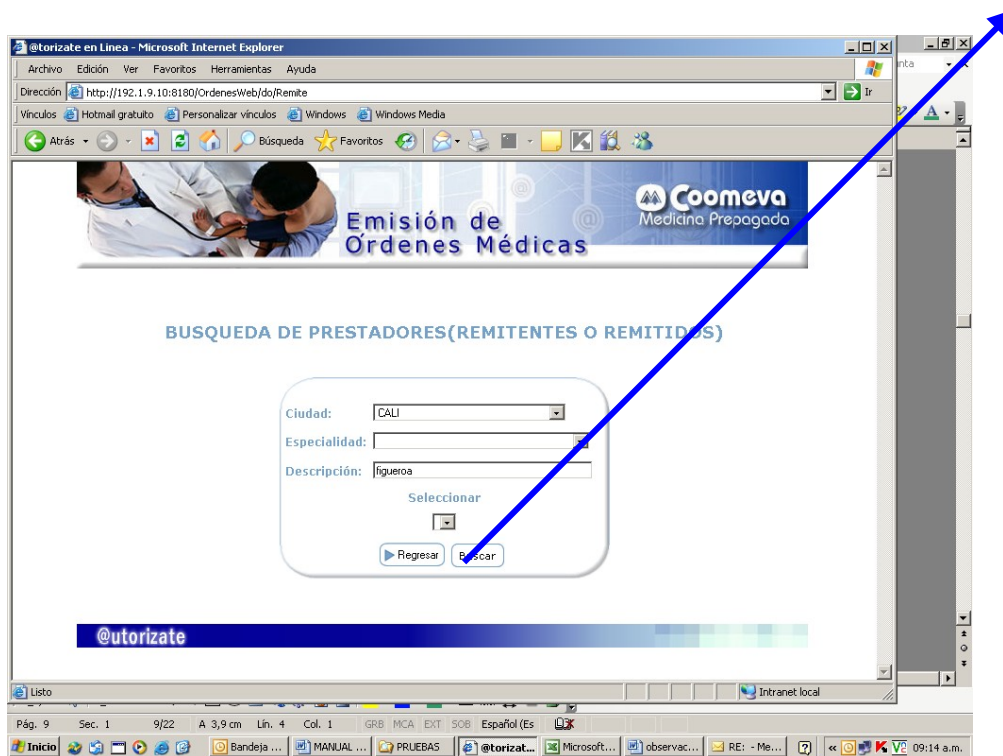 @torizate en Linea - Microsoft Internet Explorer
Archivo Edición Ver Favoritos Herramientas Ayuda
Dirección http://192.1.9.10:8180/OrdenesWeb/do/Remite Ir
Vínculos Hotmail gratuito Personalizar vínculos Windows Windows Media
Atrás Búsqueda Favoritos
Emisión de
Órdenes Médicas
Coomeva
Medicina Prepagada
BUSQUEDA DE PRESTADORES(REMITENTES O REMITIDOS)
Ciudad: CALI
Especialidad:
Descripción: figueroa
Seleccionar
Regresar Buscar
@utorizate
Listo Intranet local
Pág. 9 Sec. 1 9/22 A 3,9 cm Lín. 4 Col. 1 GRB MCA EXT SOB Español (Es
Inicio Bandeja ... MANUAL ... PRUEBAS @torizat... Microsoft... observac... RE: - Me... 09:14 a.m.